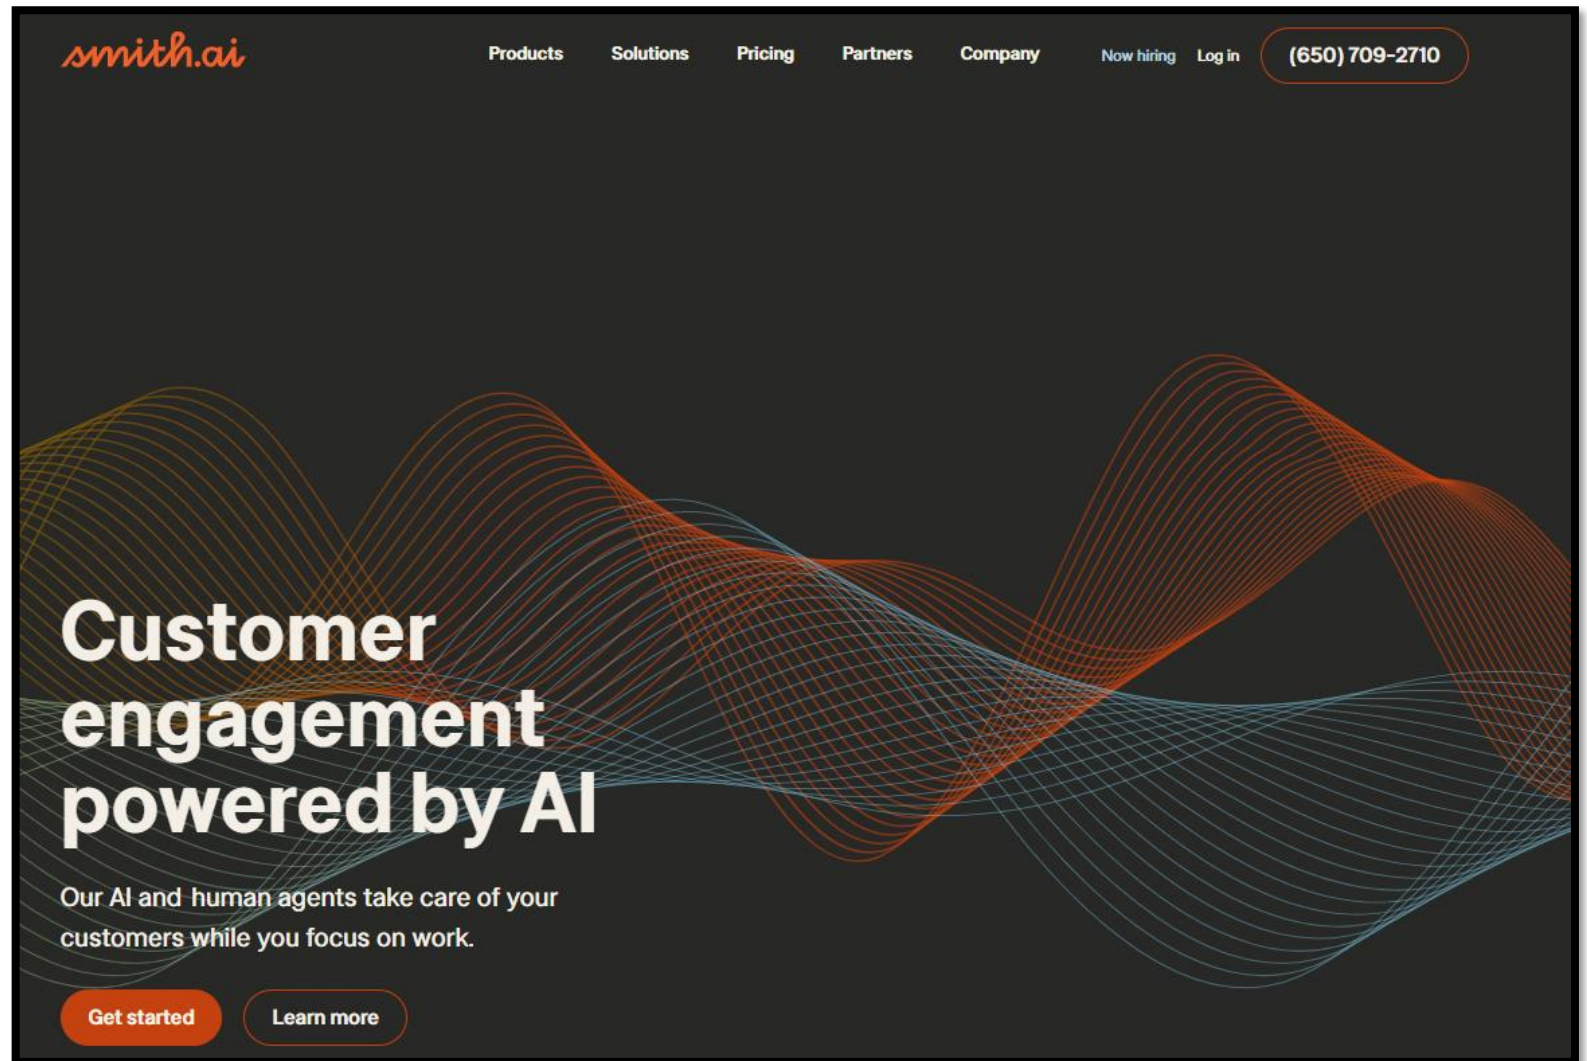 smith.ai
Products Solutions Pricing Partners Company Now hiring Log in (650) 709-2710
Customer
engagement
powered by AI
Our AI and human agents take care of your
customers while you focus on work.
Get started Learn more